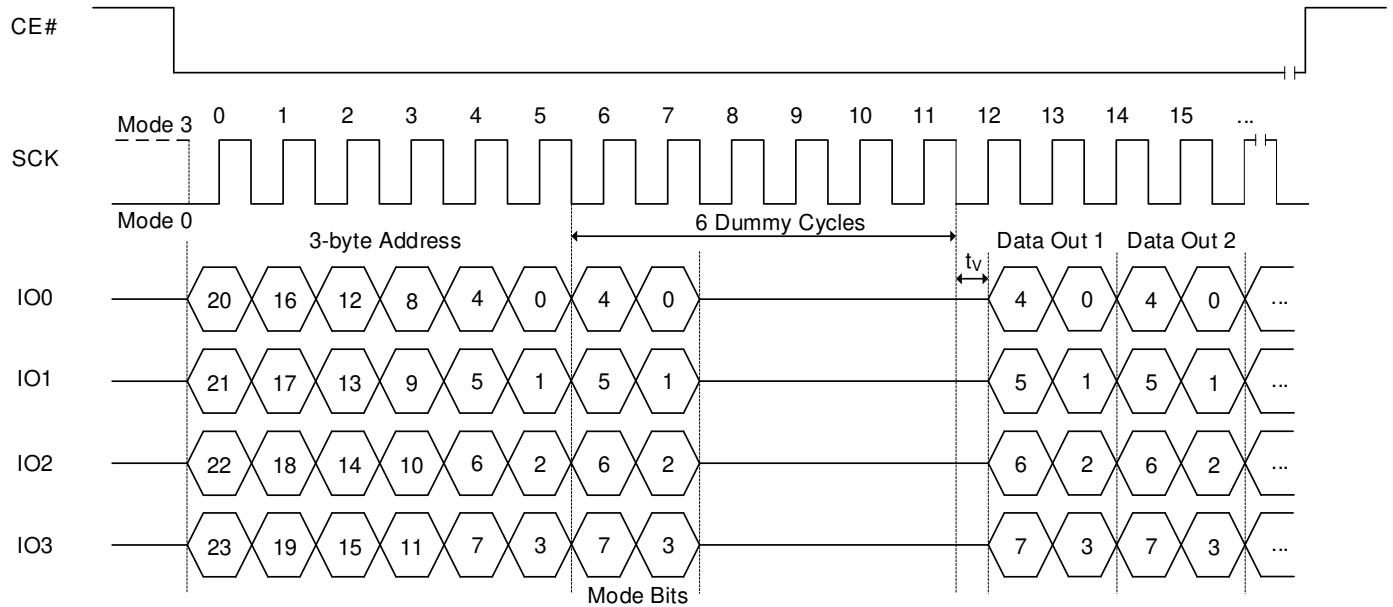 CE#
0 1 2 3 4 5 6 7 8 9 10 11 12 13 14 15 ...
Mode 3
SCK
Mode 0
6 Dummy Cycles
3-byte Address
Data Out 1 Data Out 2
tV
IO0 20 16 12 8 4 0 4 0 4 0 4 0 ...
IO1 21 17 13 9 5 1 5 1 5 1 5 1 ...
IO2 22 18 14 10 6 2 6 2 6 2 6 2 ...
IO3 23 19 15 11 7 3 7 3 7 3 7 3 ...
Mode Bits